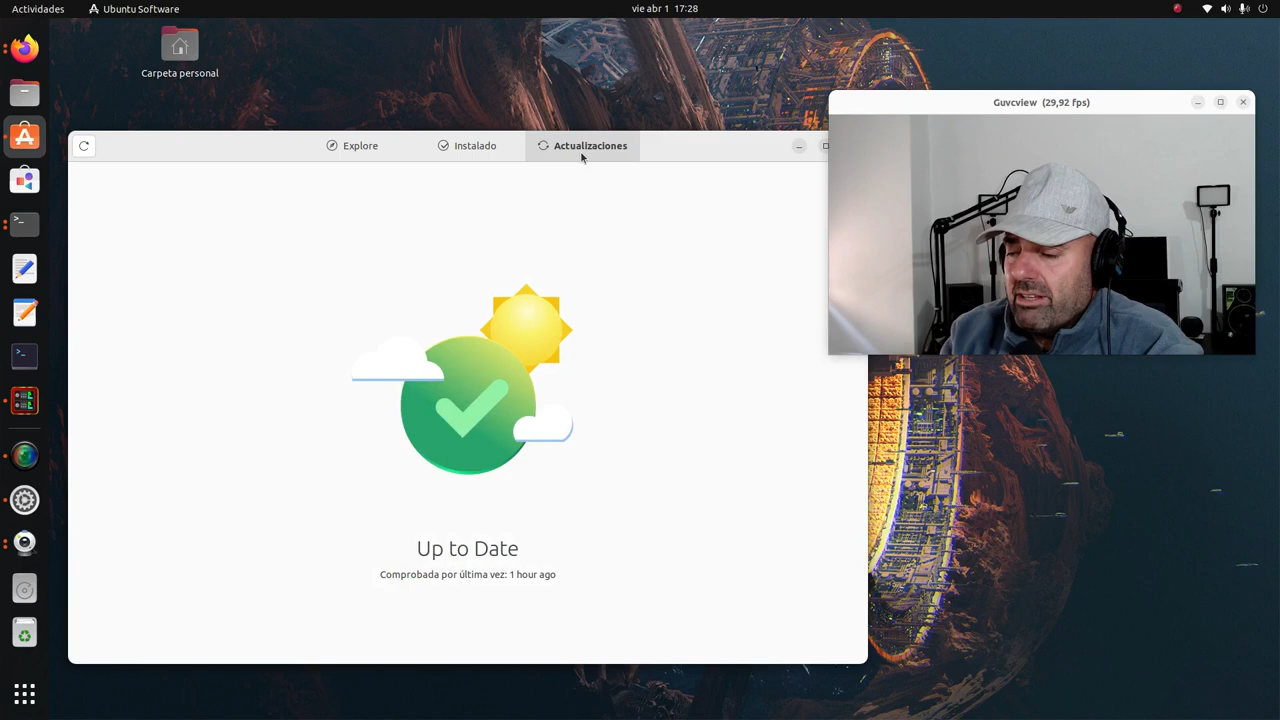 Actividades
Ubuntu Software
vie abr 1 17:28
Carpeta personal
Guvcview (29,92 fps)
Explore
Instalado
Actualizaciones
Up to Date
Comprobada por última vez: 1 hour ago